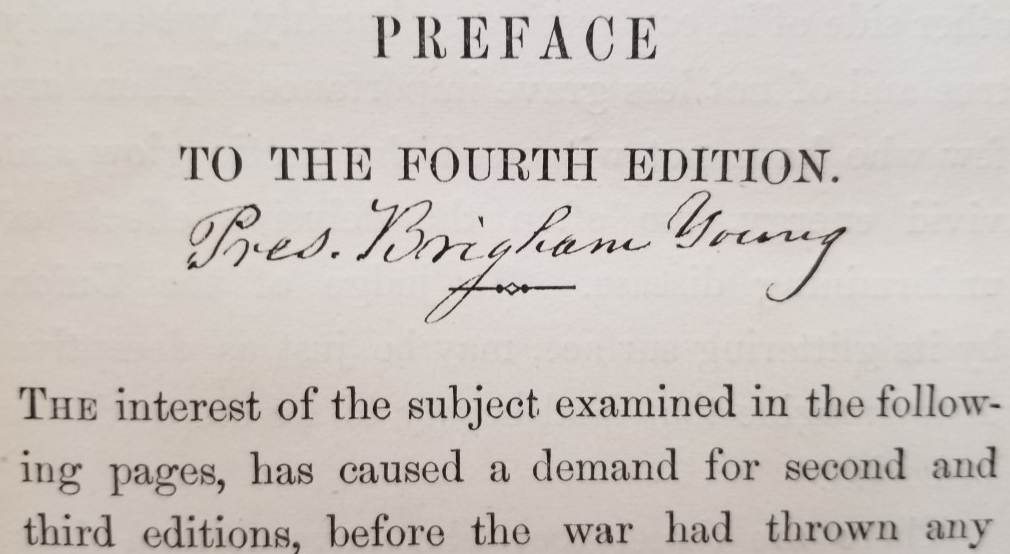 PREFACE
TO THE FOURTH EDITION.
Pres. Brigham Young
THE interest of the subject examined in the follow-
ing pages, has caused a demand for second and
third editions, before the war had thrown any